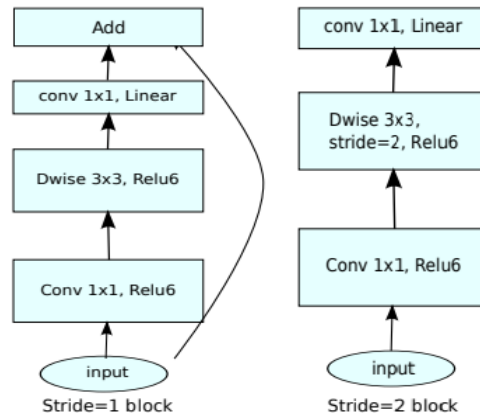 Add
conv 1x1, Linear
Dwise 3x3, Relu6
Conv 1x1, Relu6
input
Stride=1 block
conv 1x1, Linear
Dwise 3x3,
stride=2, Relu6
Conv 1x1, Relu6
input
Stride=2 block